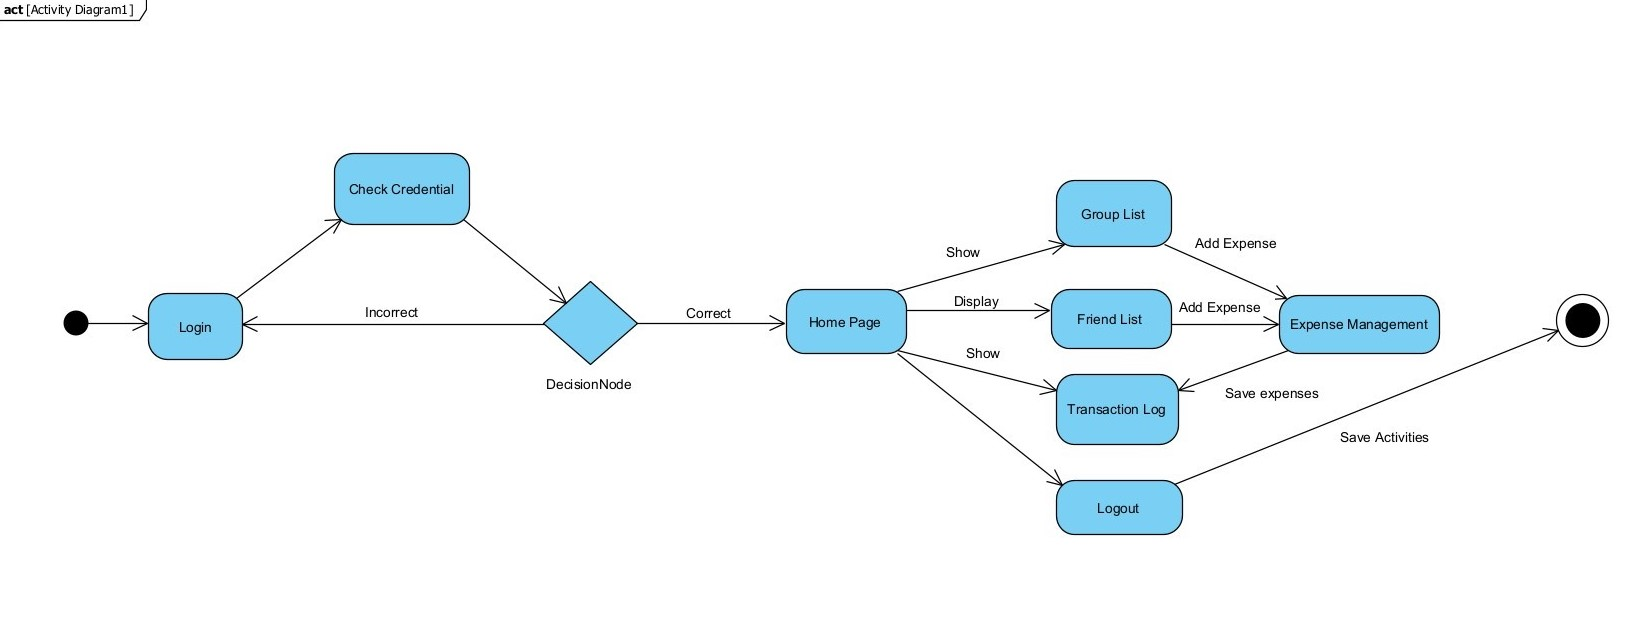 act [Activity Diagram1]
Check Credential
Login
Incorrect
DecisionNode
Correct
Home Page
Show
Display
Show
Group List
Friend List
Transaction Log
Logout
Add Expense
Add Expense
Expense Management
Save expenses
Save Activities